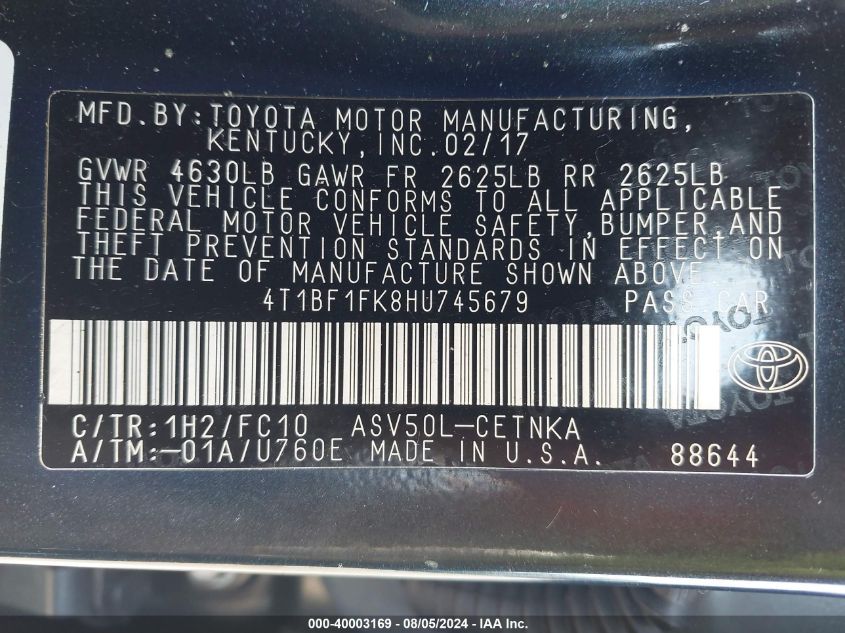 MFD.BY:TOYOTA MOTOR MANUFACTURING,
KENTUCKY,INC.02/17
GVWR 4630LB GAWR FR 2625LB RR 2625LB
THIS VEHICLE CONFORMS TO ALL APPLICABLE
FEDERAL MOTOR VEHICLE SAFETY,BUMPER,AND
THEFT PREVENTION STANDARDS IN EFFECT ON
THE DATE OF MANUFACTURE SHOWN ABOVE.
4T1BF1FK8HU745679 PASS.CAR
C/TR:1H2/FC10 ASV50L-CETNKA
A/TM:-01A/U760E MADE IN U.S.A. 88644
000-40003169 - 08/05/2024 - IAA Inc.